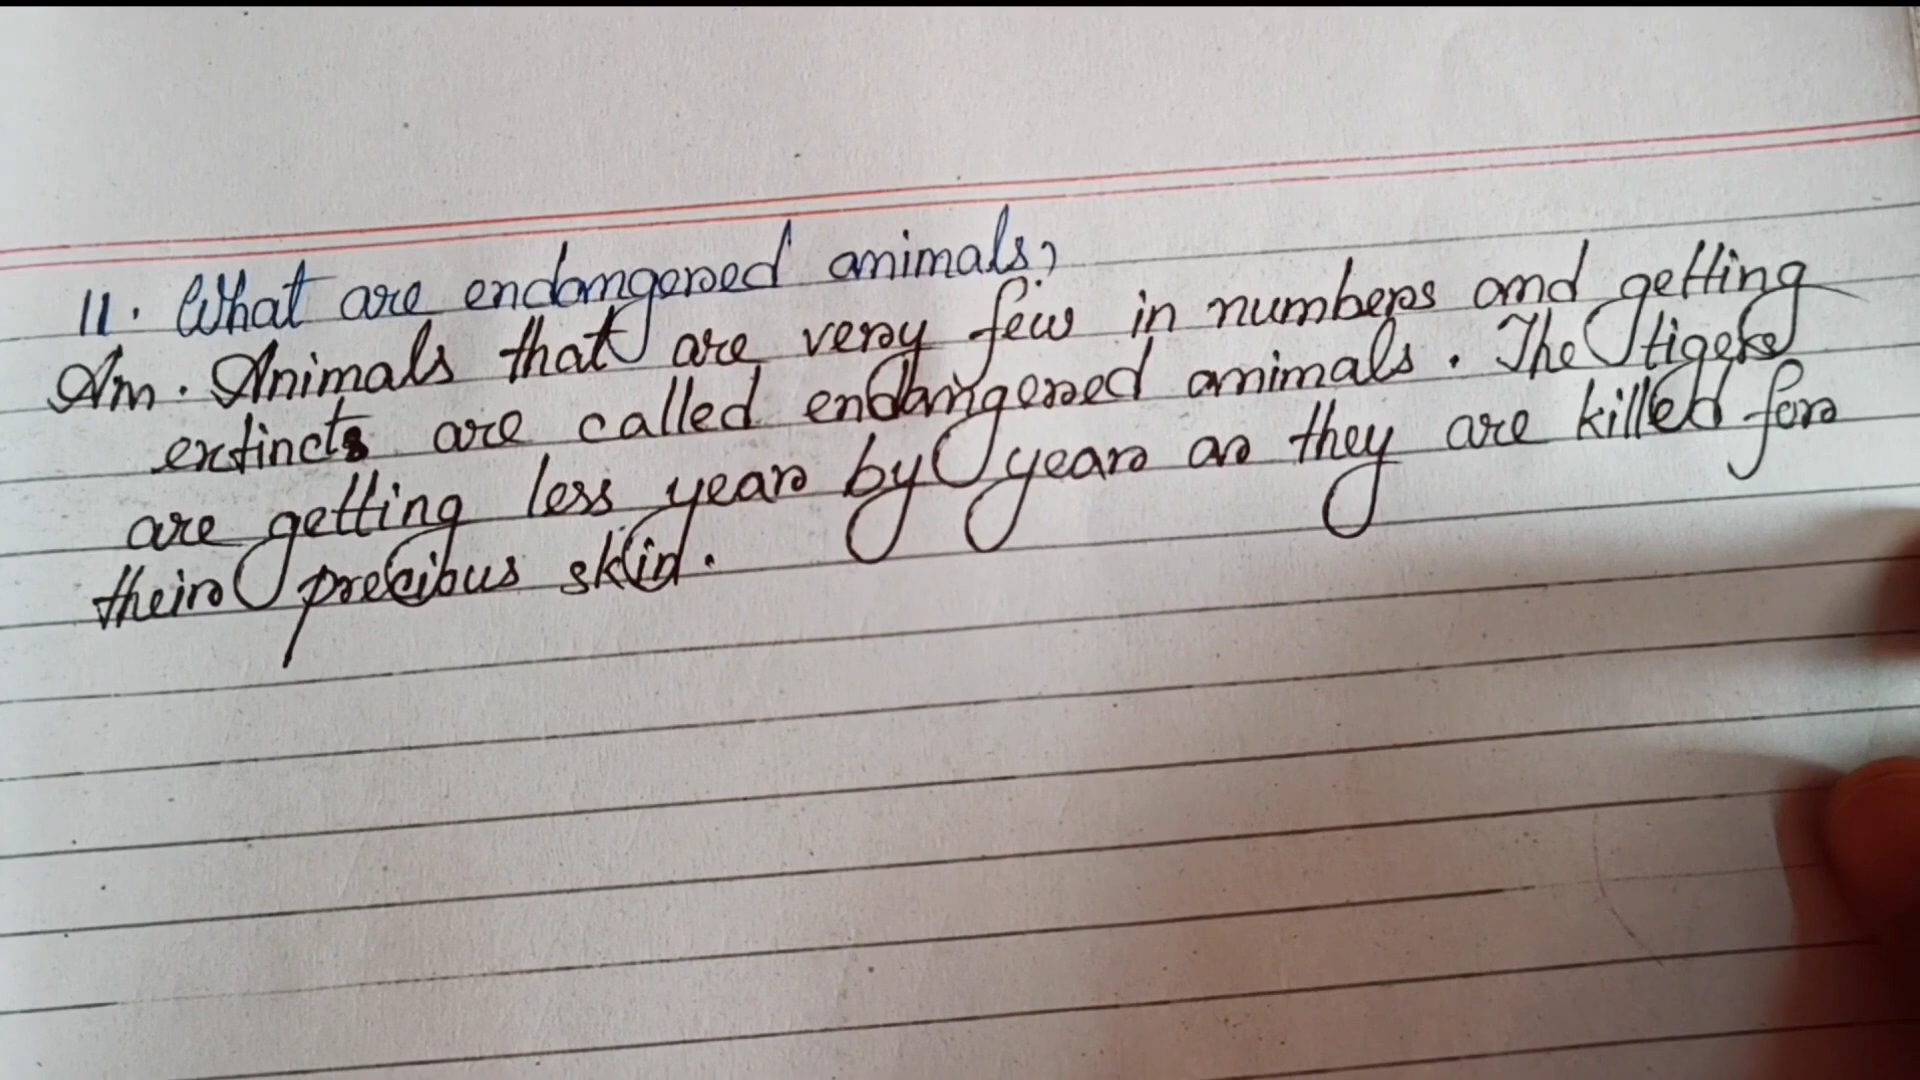 11. What are endangered animals?
Ans. Animals that are very few in numbers and getting
extincts are called endangered animals. The tigers
are getting less year by year as they are killed for
their precious skin.